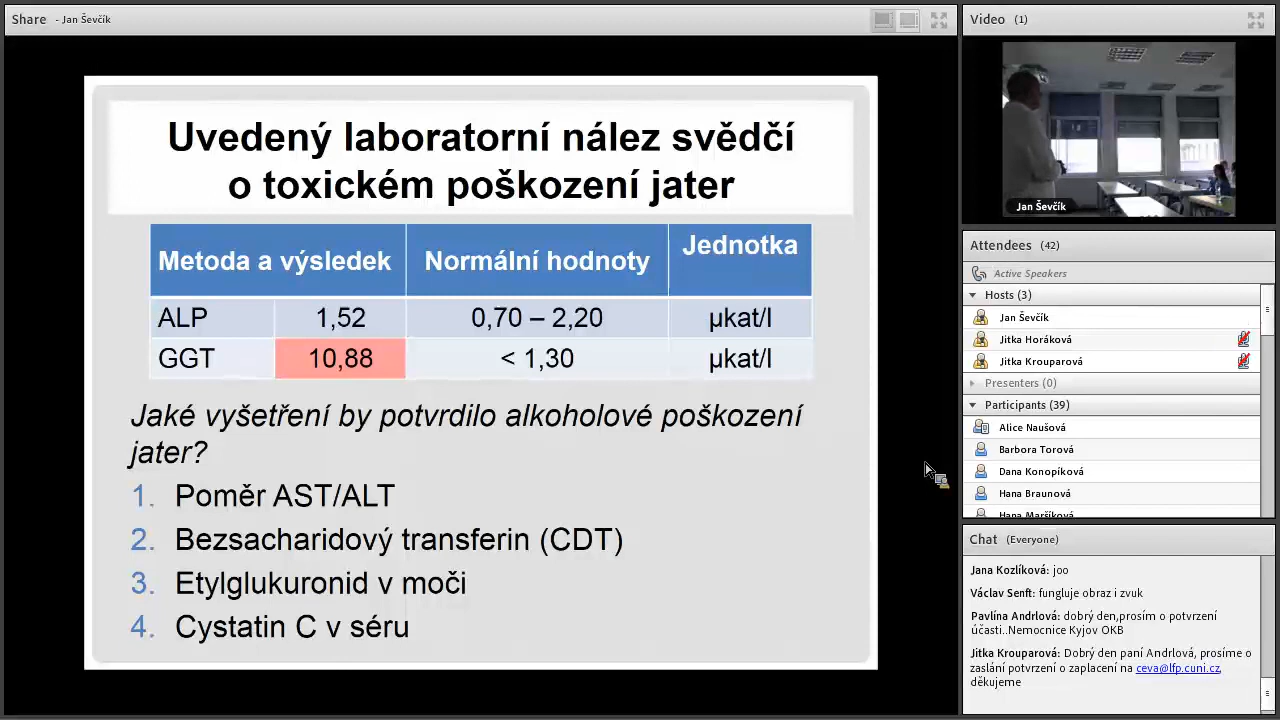 Share - Jan Ševčík
Uvedený laboratorní nález svědčí
o toxickém poškození jater
Metoda a výsledek Normální hodnoty Jednotka
ALP 1,52 0,70 – 2,20 µkat/l
GGT 10,88 < 1,30 µkat/l
Jaké vyšetření by potvrdilo alkoholové poškození
jater?
1. Poměr AST/ALT
2. Bezsacharidový transferin (CDT)
3. Etylglukuronid v moči
4. Cystatin C v séru
Video (1)
Jan Ševčík
Attendees (42)
Active Speakers
Hosts (3)
Jan Ševčík
Jitka Horáková
Jitka Krouparová
Presenters (0)
Participants (39)
Alice Naušová
Barbora Torová
Dana Konopíková
Hana Braunová
Hana Maršíková
Chat (Everyone)
Jana Kozlíková: joo
Václav Senft: fungluje obraz i zvuk
Pavlína Andrlová: dobrý den,prosím o potvrzení
účasti..Nemocnice Kyjov OKB
Jitka Krouparová: Dobrý den paní Andrlová, prosíme o
zaslání potvrzení o zaplacení na ceva@lfp.cuni.cz,
děkujeme